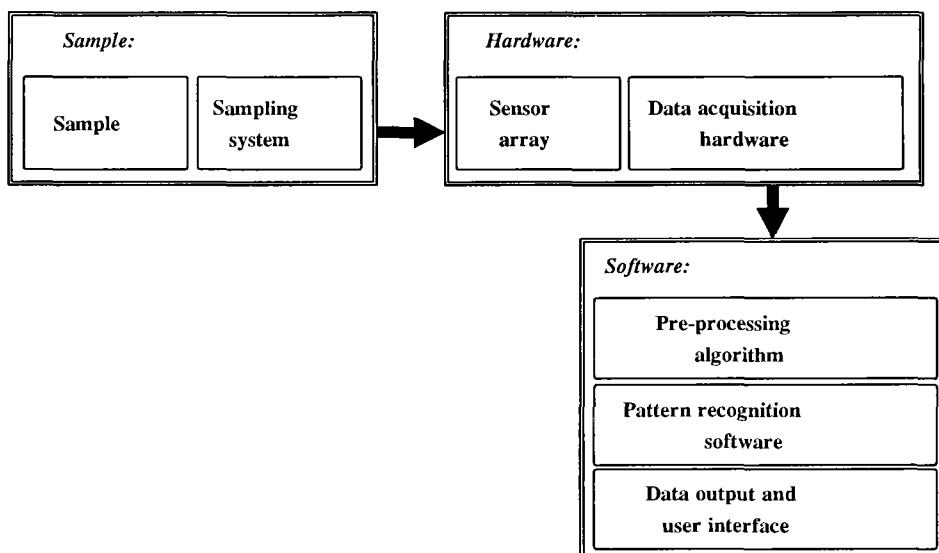 Sample:
Sample
Sampling
system
Hardware:
Sensor
array
Data acquisition
hardware
Software:
Pre-processing
algorithm
Pattern recognition
software
Data output and
user interface